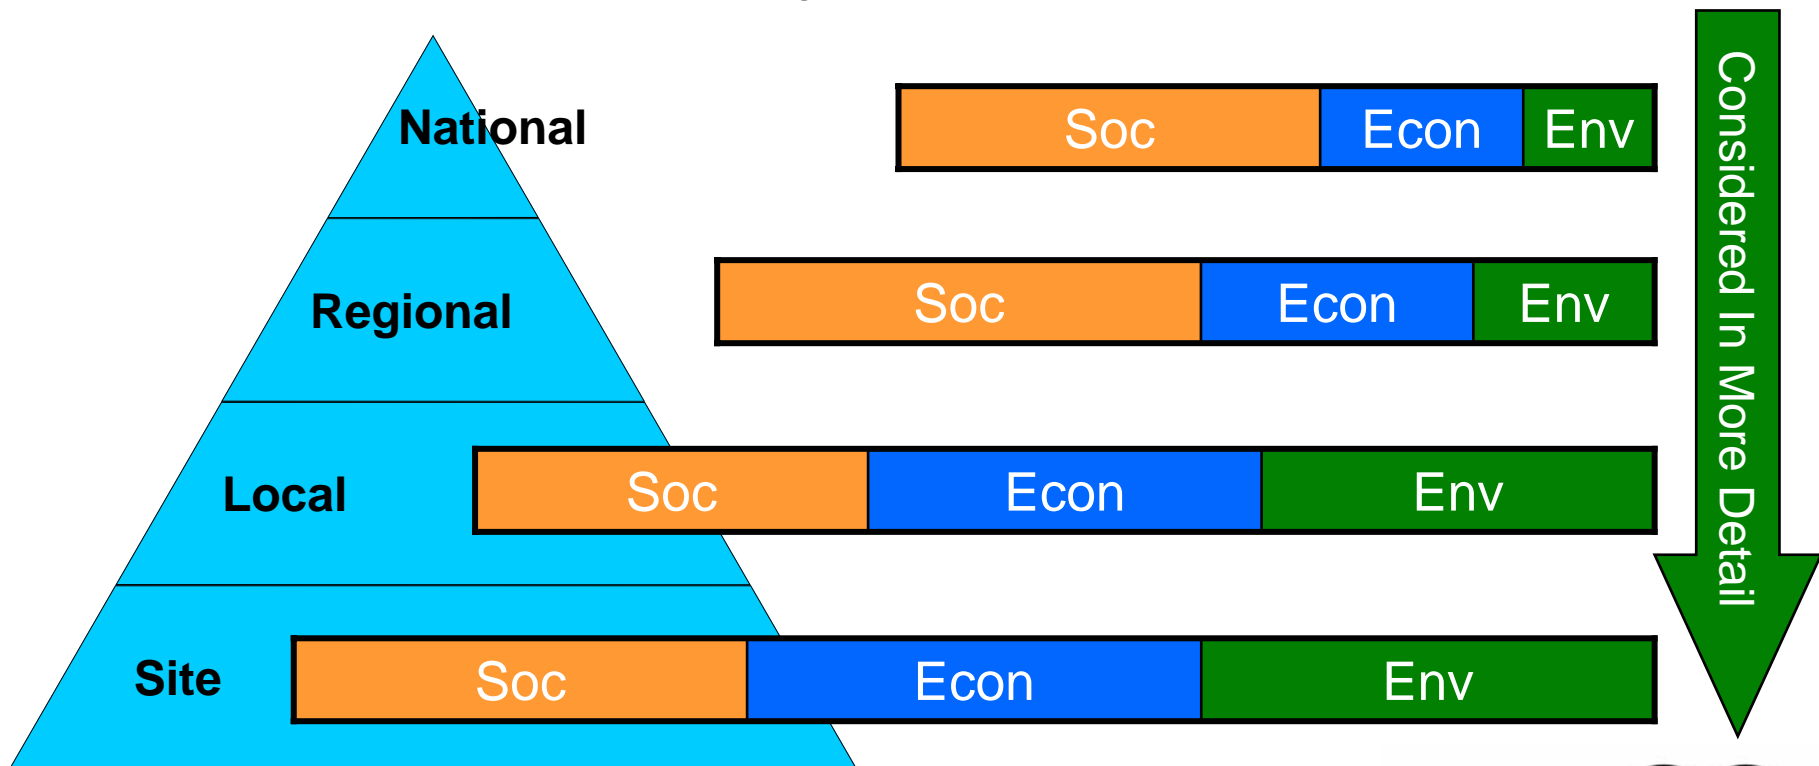 National
Soc Econ Env
Regional
Soc Econ Env
Local
Soc Econ Env
Site
Soc Econ Env
Considered In More Detail